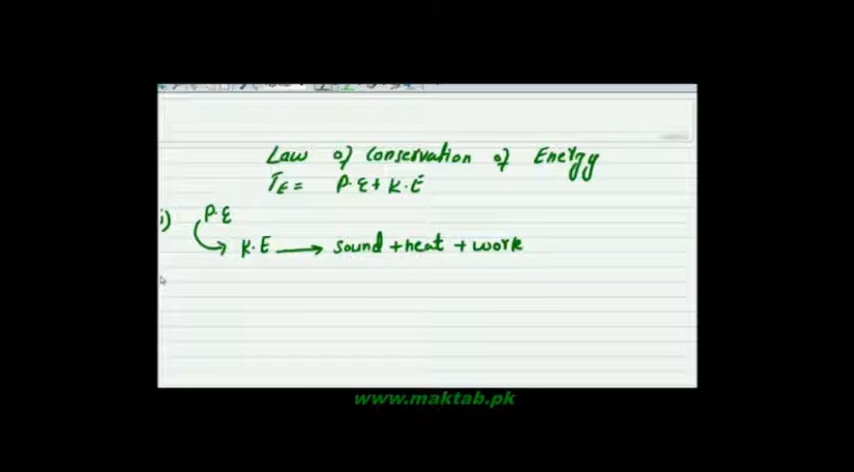 Law of Conservation of Energy
TE = P.E + K.E
i) P.E
K.E → sound + heat + work
www.maktab.pk